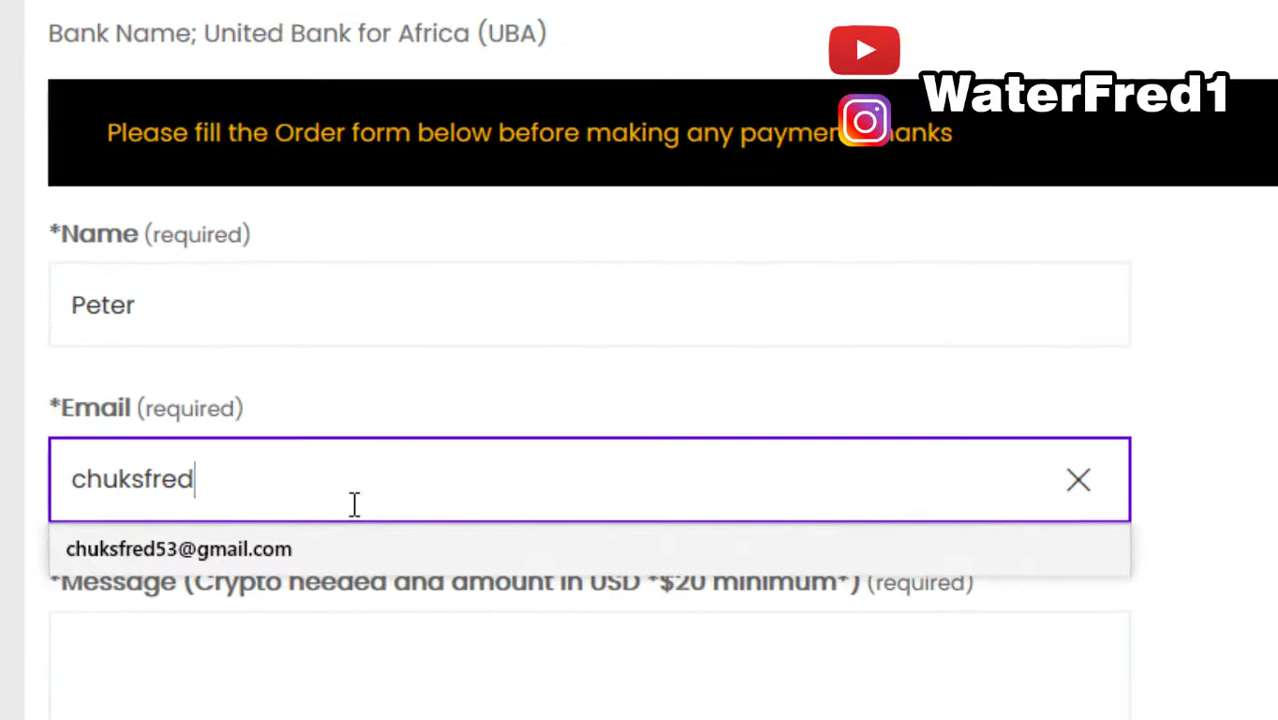 Bank Name; United Bank for Africa (UBA)
WaterFred1
Please fill the Order form below before making any paymen hanks
*Name (required)
Peter
*Email (required)
chuksfred
chuksfred53@gmail.com
*Message (Crypto needed and amount in USD *$20 minimum*) (required)